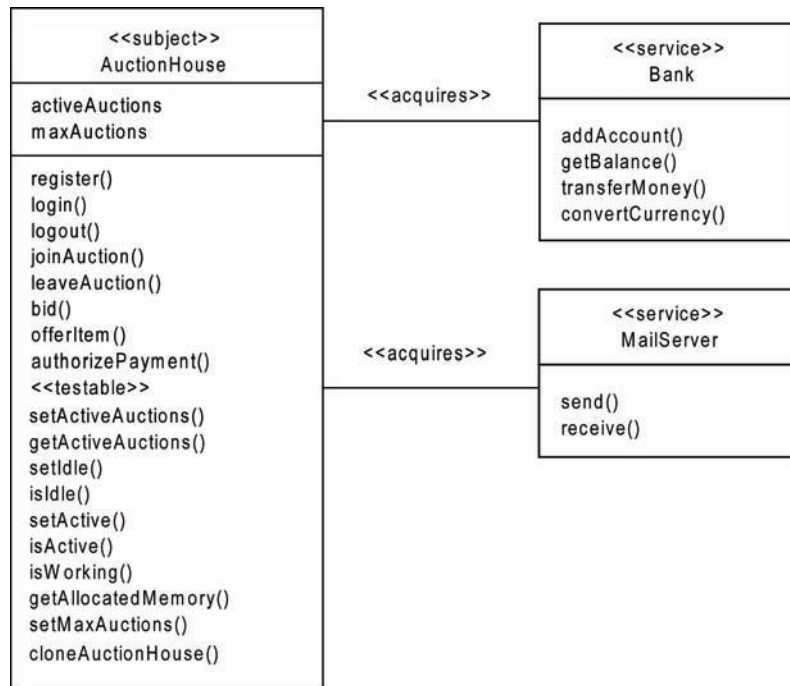 <<subject>>
AuctionHouse
activeAuctions
maxAuctions
register()
login()
logout()
joinAuction()
leaveAuction()
bid()
offerItem()
authorizePayment()
<<testable>>
setActiveAuctions()
getActiveAuctions()
setIdle()
isIdle()
setActive()
isActive()
isWorking()
getAllocatedMemory()
setMaxAuctions()
cloneAuctionHouse()
<<acquires>>
<<service>>
Bank
addAccount()
getBalance()
transferMoney()
convertCurrency()
<<acquires>>
<<service>>
MailServer
send()
receive()